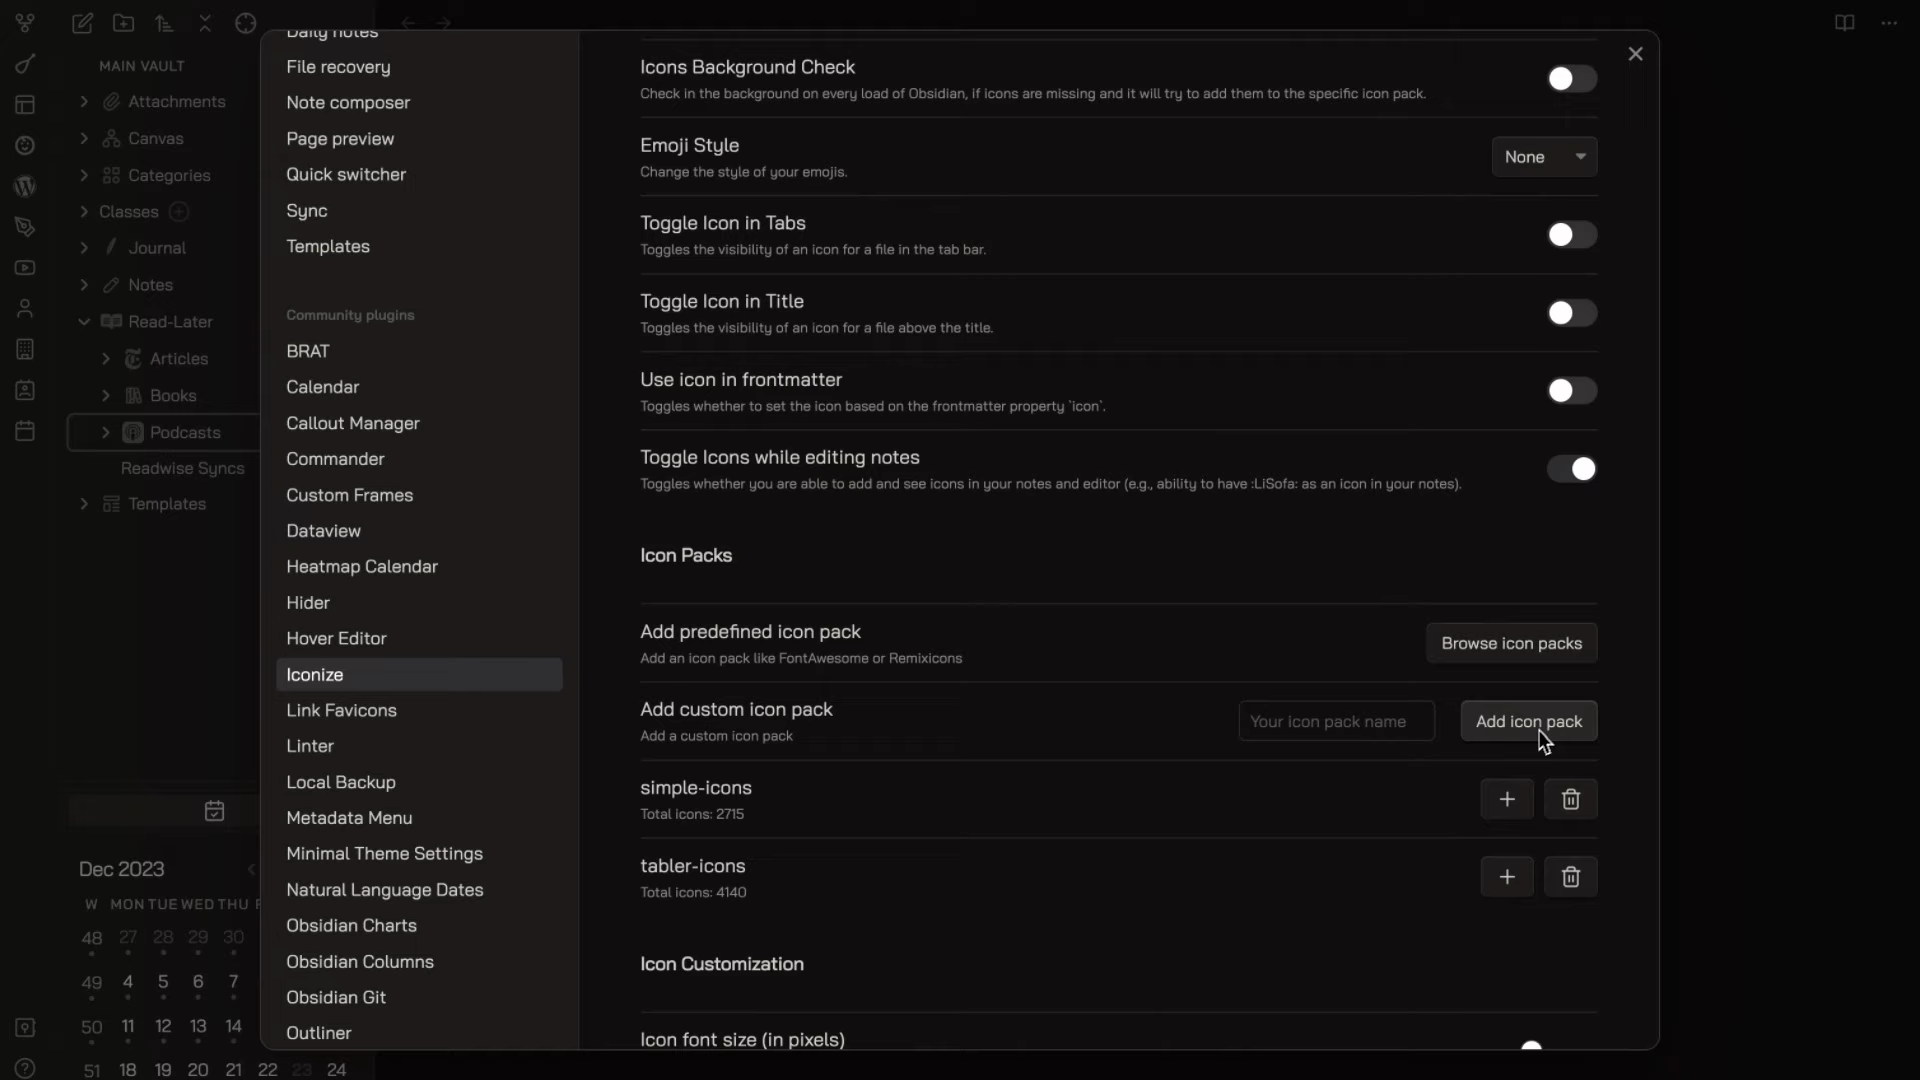 MAIN VAULT
Attachments
Canvas
Categories
Classes
Journal
Notes
Read-Later
Articles
Books
Podcasts
Readwise Syncs
Templates
Dec 2023
W MON TUE WED THU F
48 27 28 29 30
49 4 5 6 7
50 11 12 13 14
51 18 19 20 21 22 23 24
Daily notes
File recovery
Note composer
Page preview
Quick switcher
Sync
Templates
Community plugins
BRAT
Calendar
Callout Manager
Commander
Custom Frames
Dataview
Heatmap Calendar
Hider
Hover Editor
Iconize
Link Favicons
Linter
Local Backup
Metadata Menu
Minimal Theme Settings
Natural Language Dates
Obsidian Charts
Obsidian Columns
Obsidian Git
Outliner
Icons Background Check
Check in the background on every load of Obsidian, if icons are missing and it will try to add them to the specific icon pack.
Emoji Style
Change the style of your emojis.
None
Toggle Icon in Tabs
Toggles the visibility of an icon for a file in the tab bar.
Toggle Icon in Title
Toggles the visibility of an icon for a file above the title.
Use icon in frontmatter
Toggles whether to set the icon based on the frontmatter property `icon`.
Toggle Icons while editing notes
Toggles whether you are able to add and see icons in your notes and editor (e.g., ability to have :LiSofa: as an icon in your notes).
Icon Packs
Add predefined icon pack
Add an icon pack like FontAwesome or Remixicons
Browse icon packs
Add custom icon pack
Add a custom icon pack
Your icon pack name
Add icon pack
simple-icons
Total icons: 2715
tabler-icons
Total icons: 4140
Icon Customization
Icon font size (in pixels)